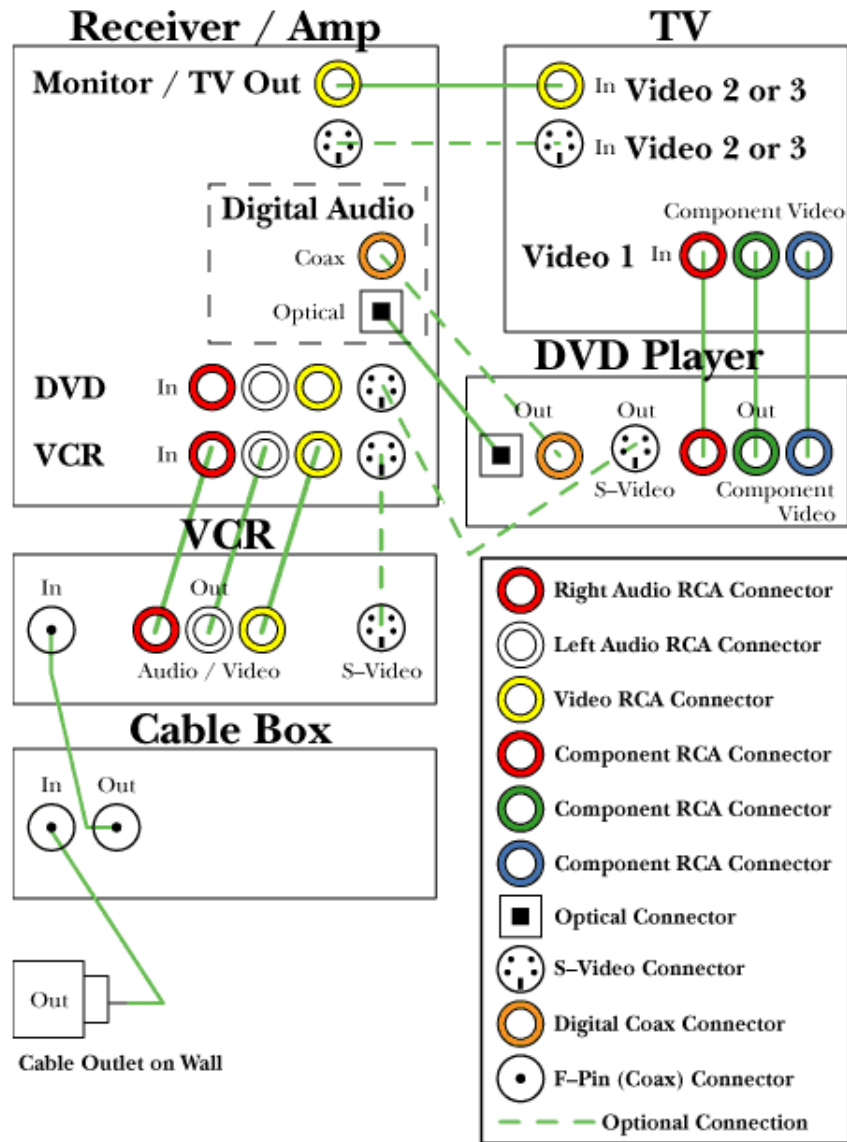 Receiver / Amp
Monitor / TV Out
Digital Audio
Coax
Optical
DVD
In
VCR
In
TV
In Video 2 or 3
In Video 2 or 3
Component Video
Video 1 In
DVD Player
Out
Out
Out
S–Video
Component
Video
VCR
In
Out
Audio / Video
S–Video
Cable Box
In
Out
Out
Cable Outlet on Wall
Right Audio RCA Connector
Left Audio RCA Connector
Video RCA Connector
Component RCA Connector
Component RCA Connector
Component RCA Connector
Optical Connector
S–Video Connector
Digital Coax Connector
F–Pin (Coax) Connector
Optional Connection